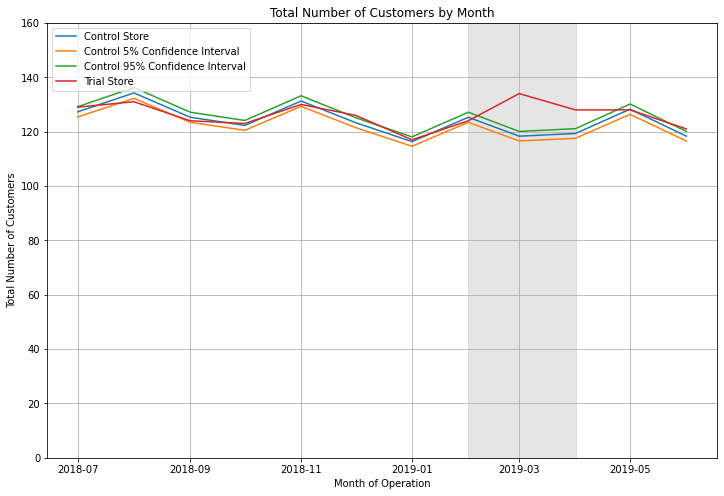 Total Number of Customers by Month
Control Store
Control 5% Confidence Interval
Control 95% Confidence Interval
Trial Store
160
140
120
100
80
60
40
20
0
Total Number of Customers
2018-07 2018-09 2018-11 2019-01 2019-03 2019-05
Month of Operation